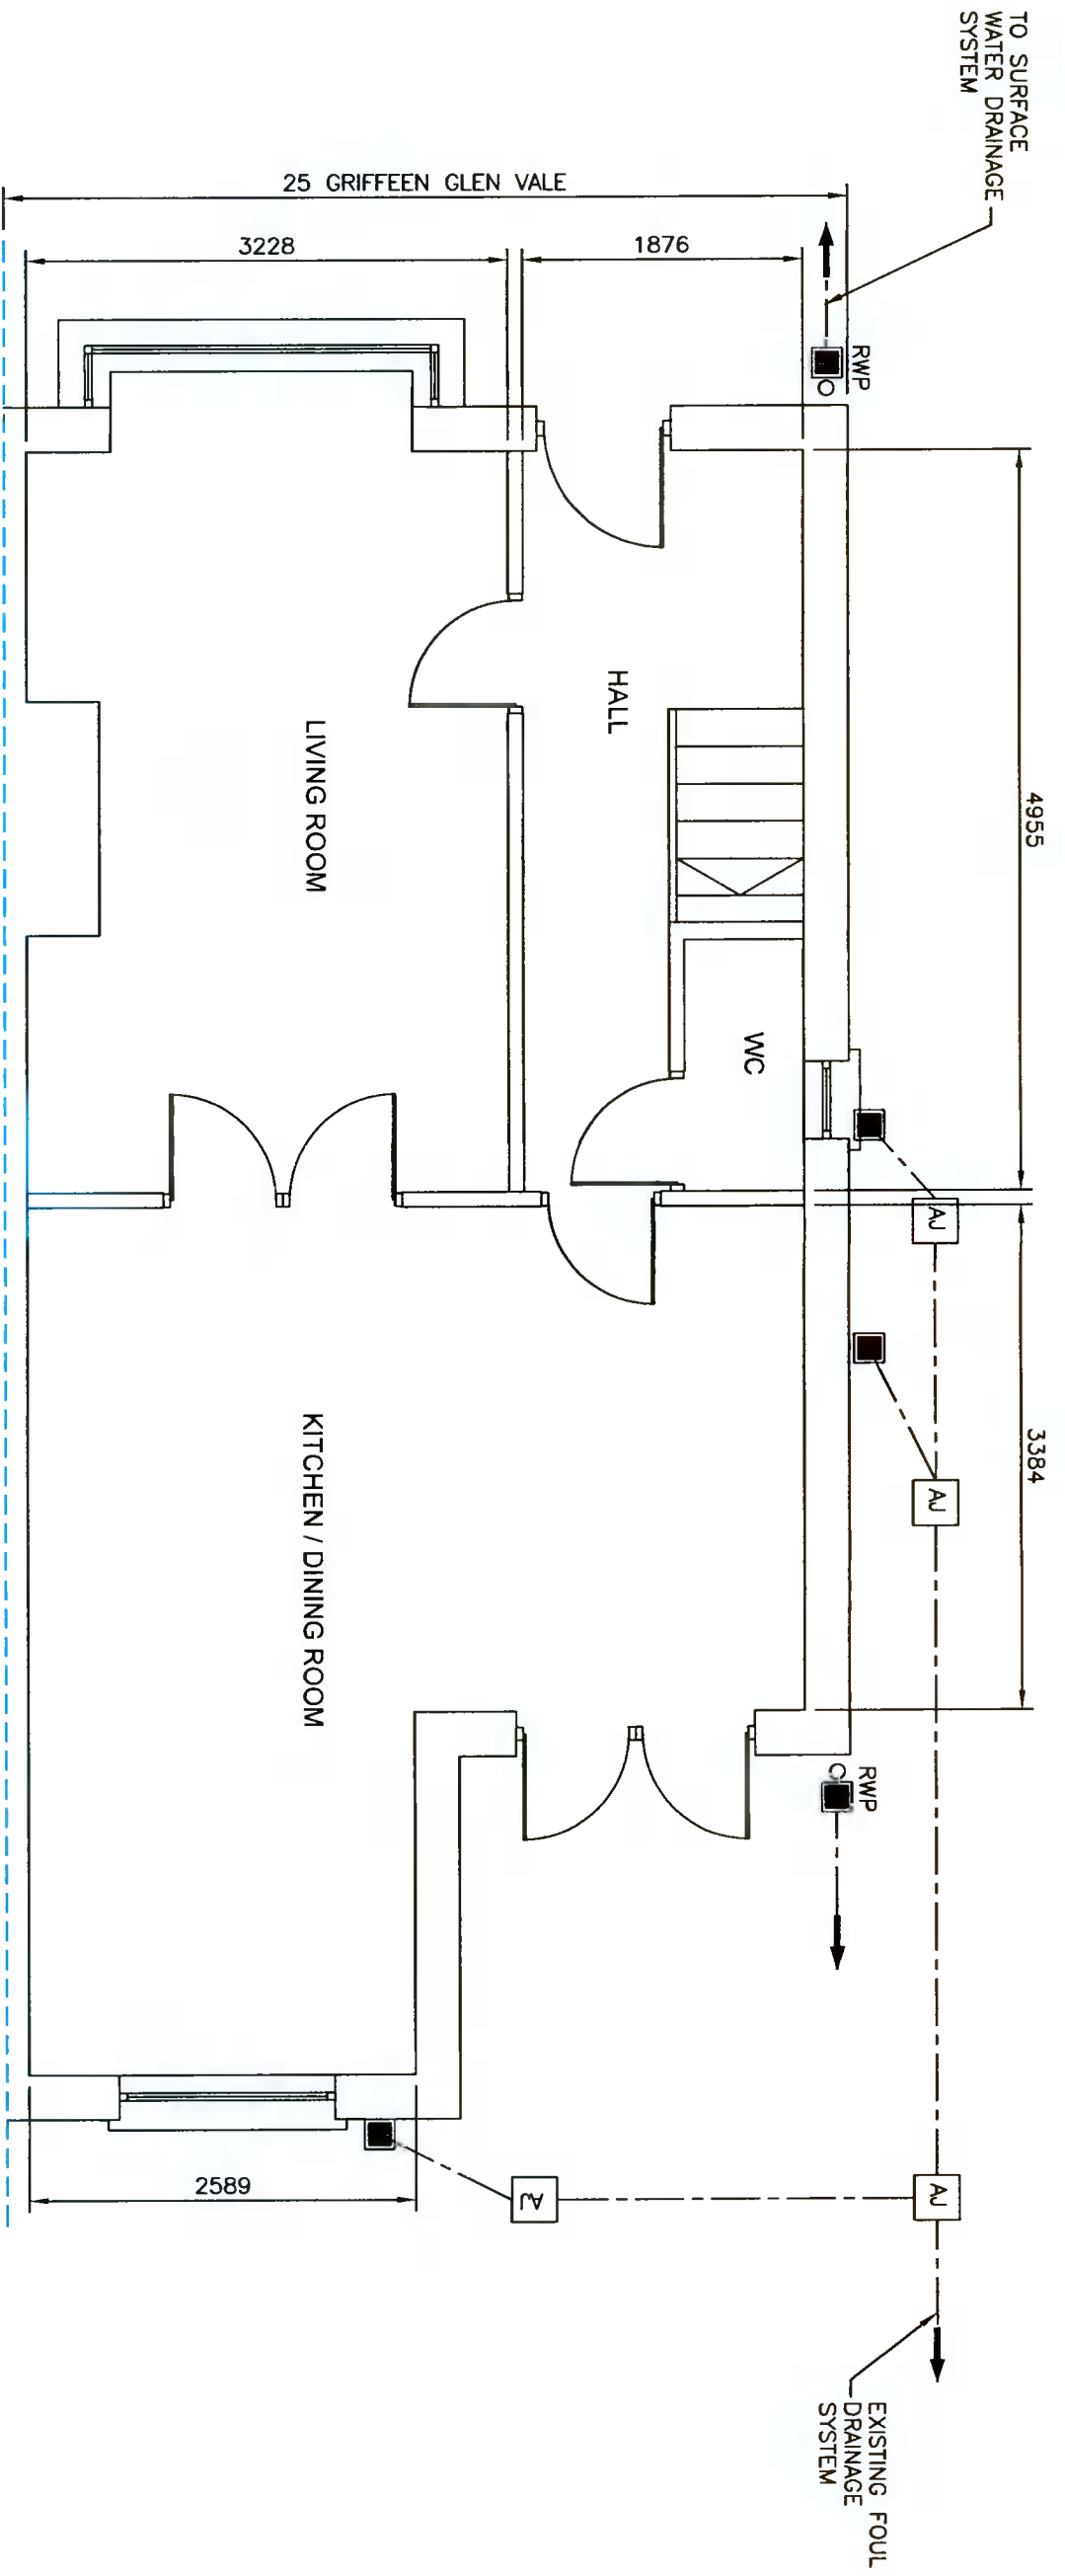 TO SURFACE
WATER DRAINAGE
SYSTEM
25 GRIFFEEN GLEN VALE
3228
1876
RWP
4955
HALL
LIVING ROOM
WC
AJ
3384
AJ
KITCHEN / DINING ROOM
RWP
2589
AJ
AJ
EXISTING FOUL
DRAINAGE
SYSTEM